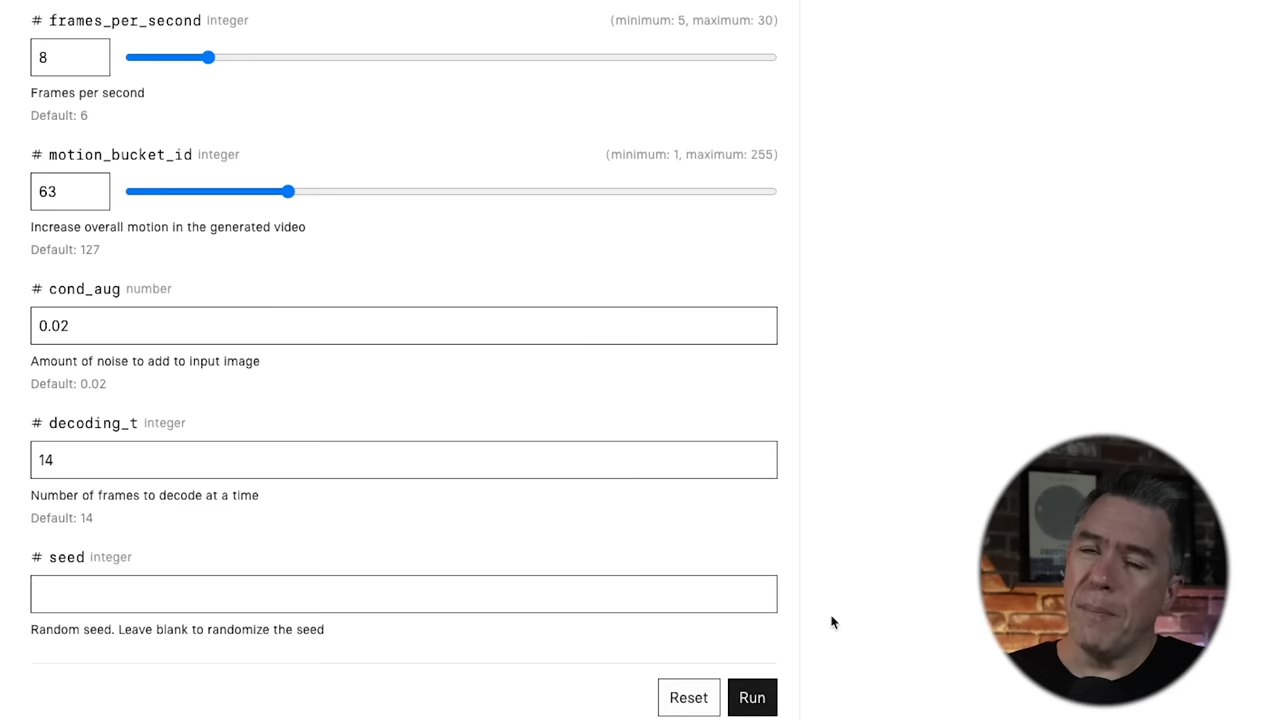 # frames_per_second integer (minimum: 5, maximum: 30)
8
Frames per second
Default: 6
# motion_bucket_id integer (minimum: 1, maximum: 255)
63
Increase overall motion in the generated video
Default: 127
# cond_aug number
0.02
Amount of noise to add to input image
Default: 0.02
# decoding_t integer
14
Number of frames to decode at a time
Default: 14
# seed integer
Random seed. Leave blank to randomize the seed
Reset Run